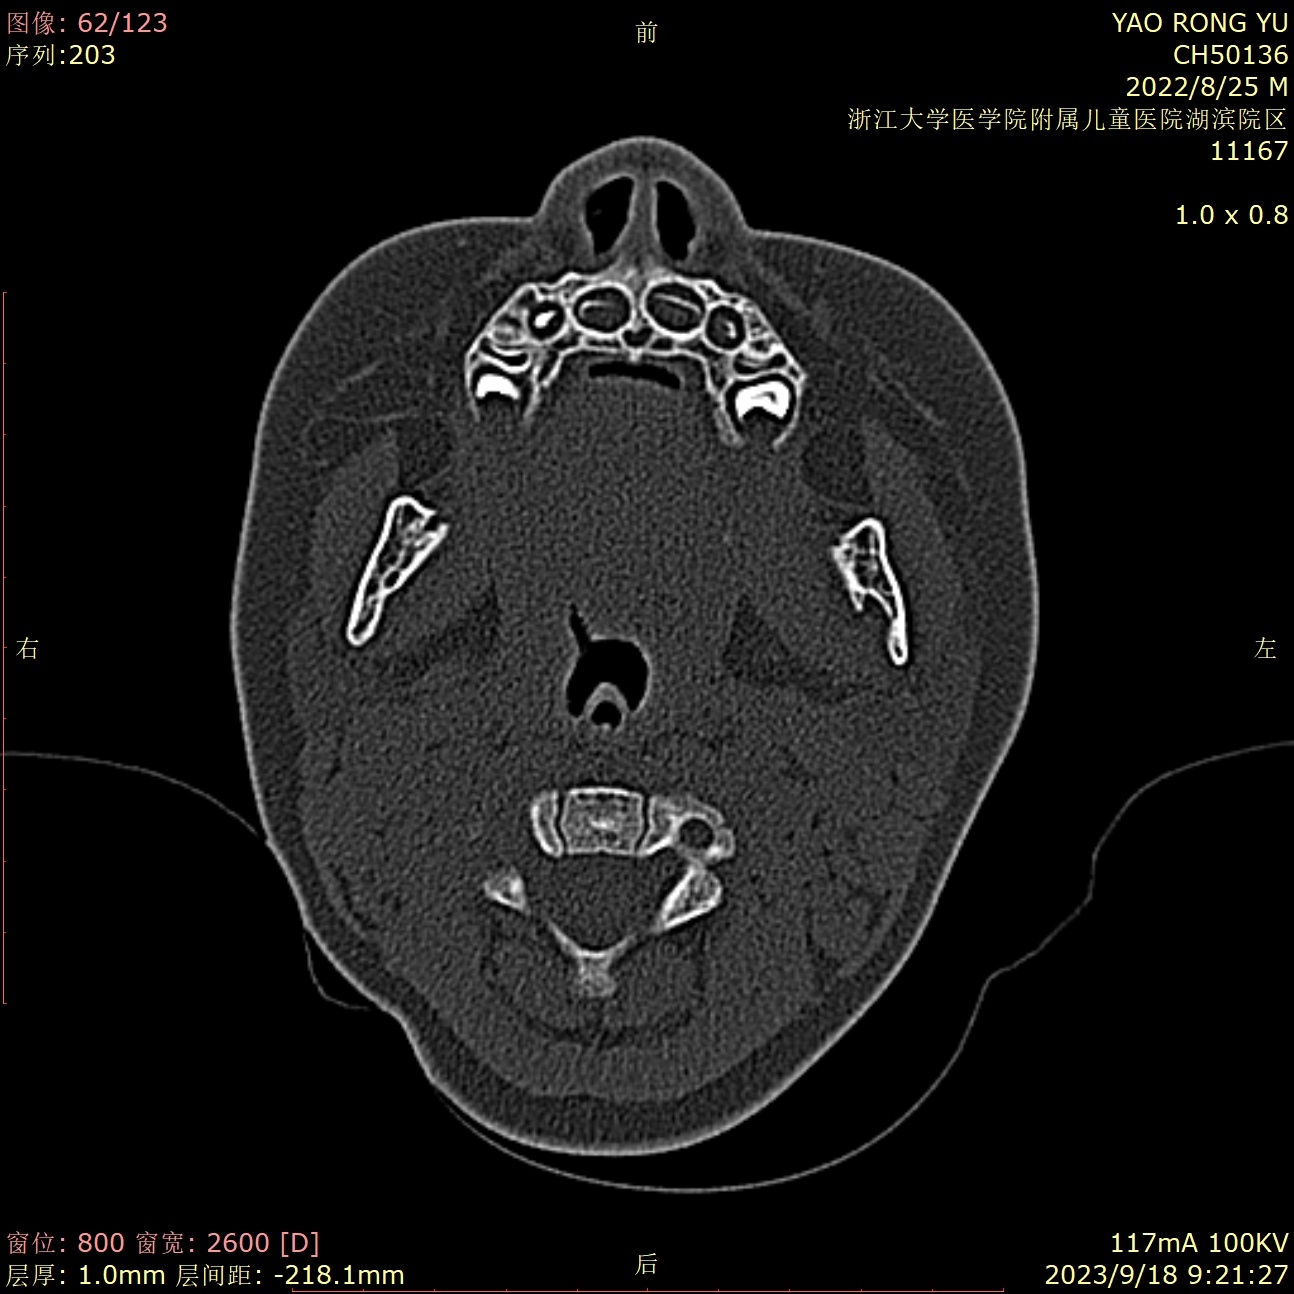 图像: 62/123
序列:203
前
YAO RONG YU
CH50136
2022/8/25 M
浙江大学医学院附属儿童医院湖滨院区
11167
1.0 x 0.8
右
左
窗位: 800 窗宽: 2600 [D]
层厚: 1.0mm 层间距: -218.1mm
后
117mA 100KV
2023/9/18 9:21:27